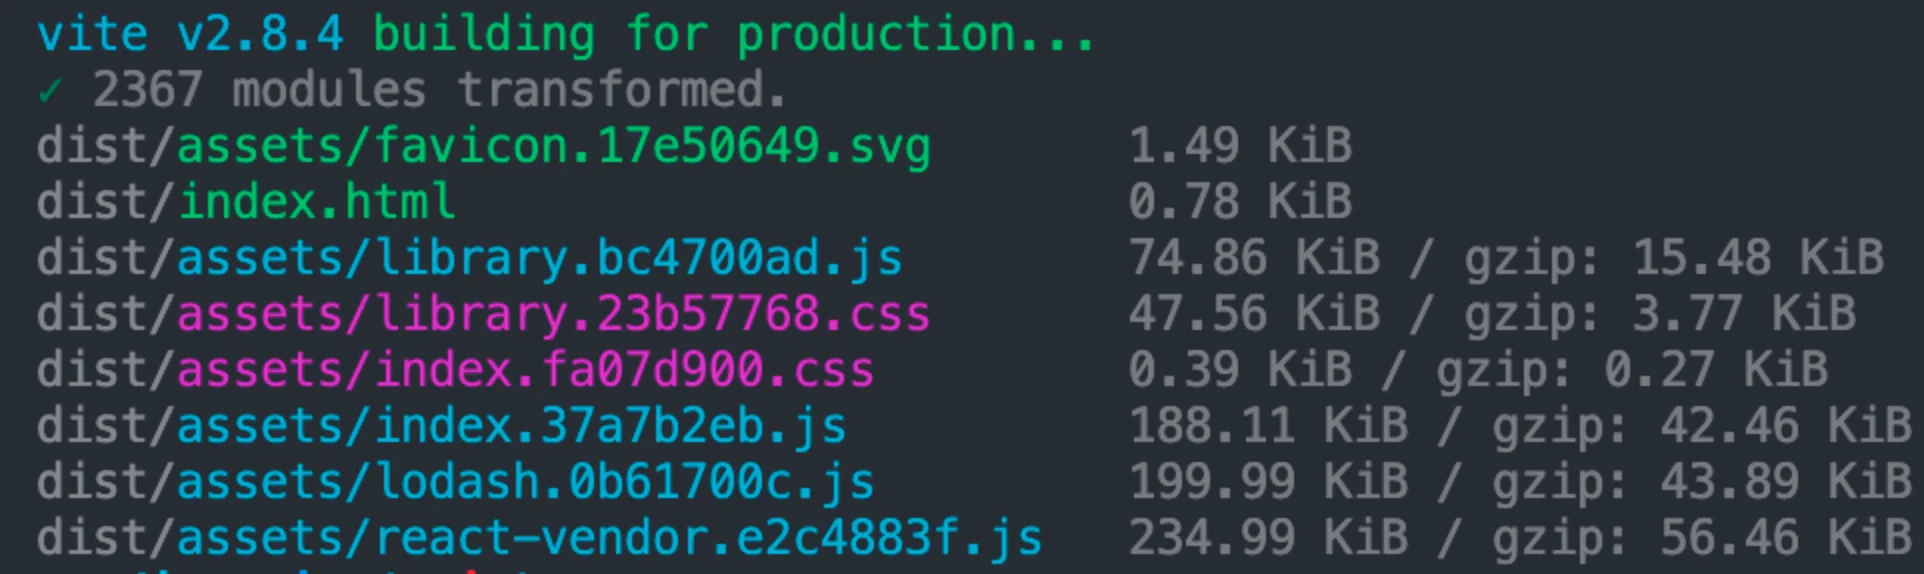 vite v2.8.4 building for production...
✓ 2367 modules transformed.
dist/assets/favicon.17e50649.svg 1.49 KiB
dist/index.html 0.78 KiB
dist/assets/library.bc4700ad.js 74.86 KiB / gzip: 15.48 KiB
dist/assets/library.23b57768.css 47.56 KiB / gzip: 3.77 KiB
dist/assets/index.fa07d900.css 0.39 KiB / gzip: 0.27 KiB
dist/assets/index.37a7b2eb.js 188.11 KiB / gzip: 42.46 KiB
dist/assets/lodash.0b61700c.js 199.99 KiB / gzip: 43.89 KiB
dist/assets/react-vendor.e2c4883f.js 234.99 KiB / gzip: 56.46 KiB